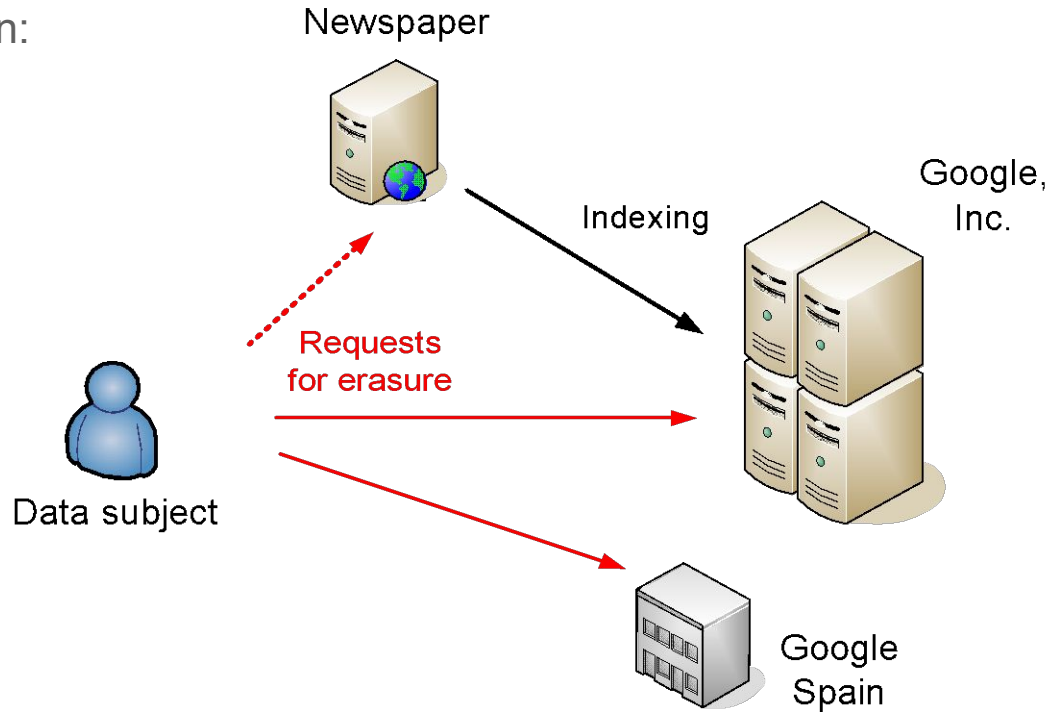 n:
Newspaper
Google,
Inc.
Indexing
Requests
for erasure
Data subject
Google
Spain